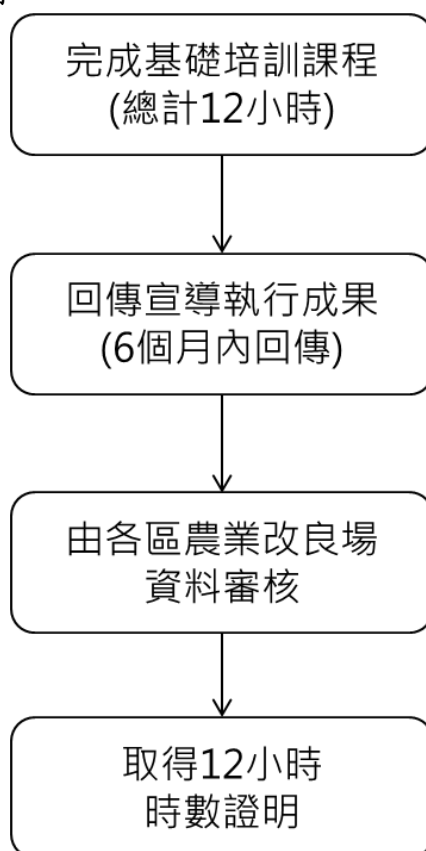 完成基礎培訓課程
(總計12小時)
回傳宣導執行成果
(6個月內回傳)
由各區農業改良場
資料審核
取得12小時
時數證明